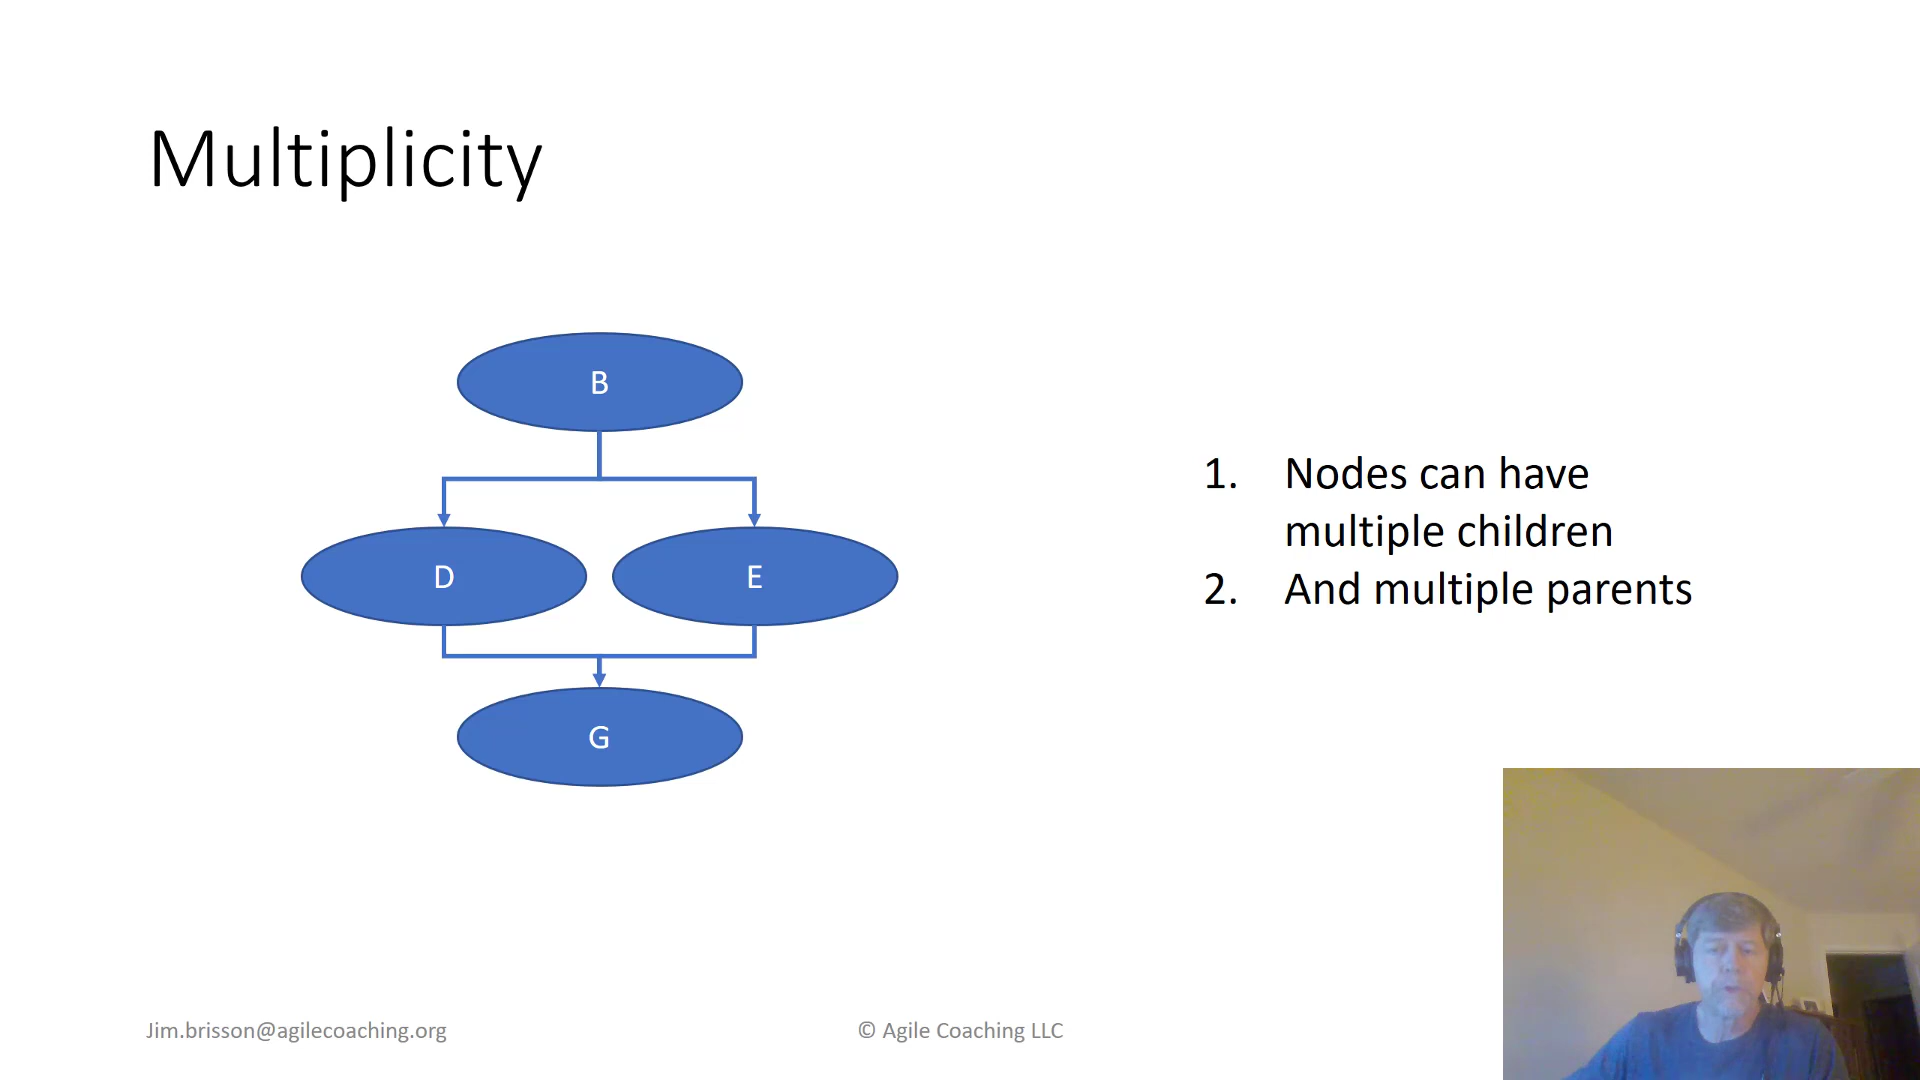 Multiplicity
B
D
E
G
1. Nodes can have
multiple children
2. And multiple parents
Jim.brisson@agilecoaching.org
© Agile Coaching LLC